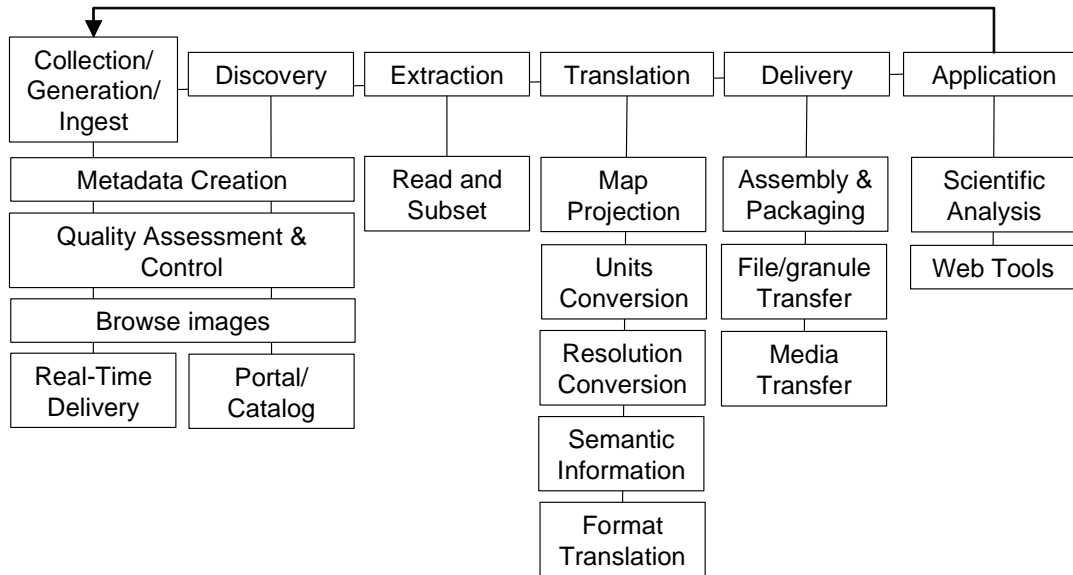 Collection/
Generation/
Ingest
Discovery
Extraction
Translation
Delivery
Application
Metadata Creation
Quality Assessment &
Control
Browse images
Real-Time
Delivery
Portal/
Catalog
Read and
Subset
Map
Projection
Units
Conversion
Resolution
Conversion
Semantic
Information
Format
Translation
Assembly &
Packaging
File/granule
Transfer
Media
Transfer
Scientific
Analysis
Web Tools